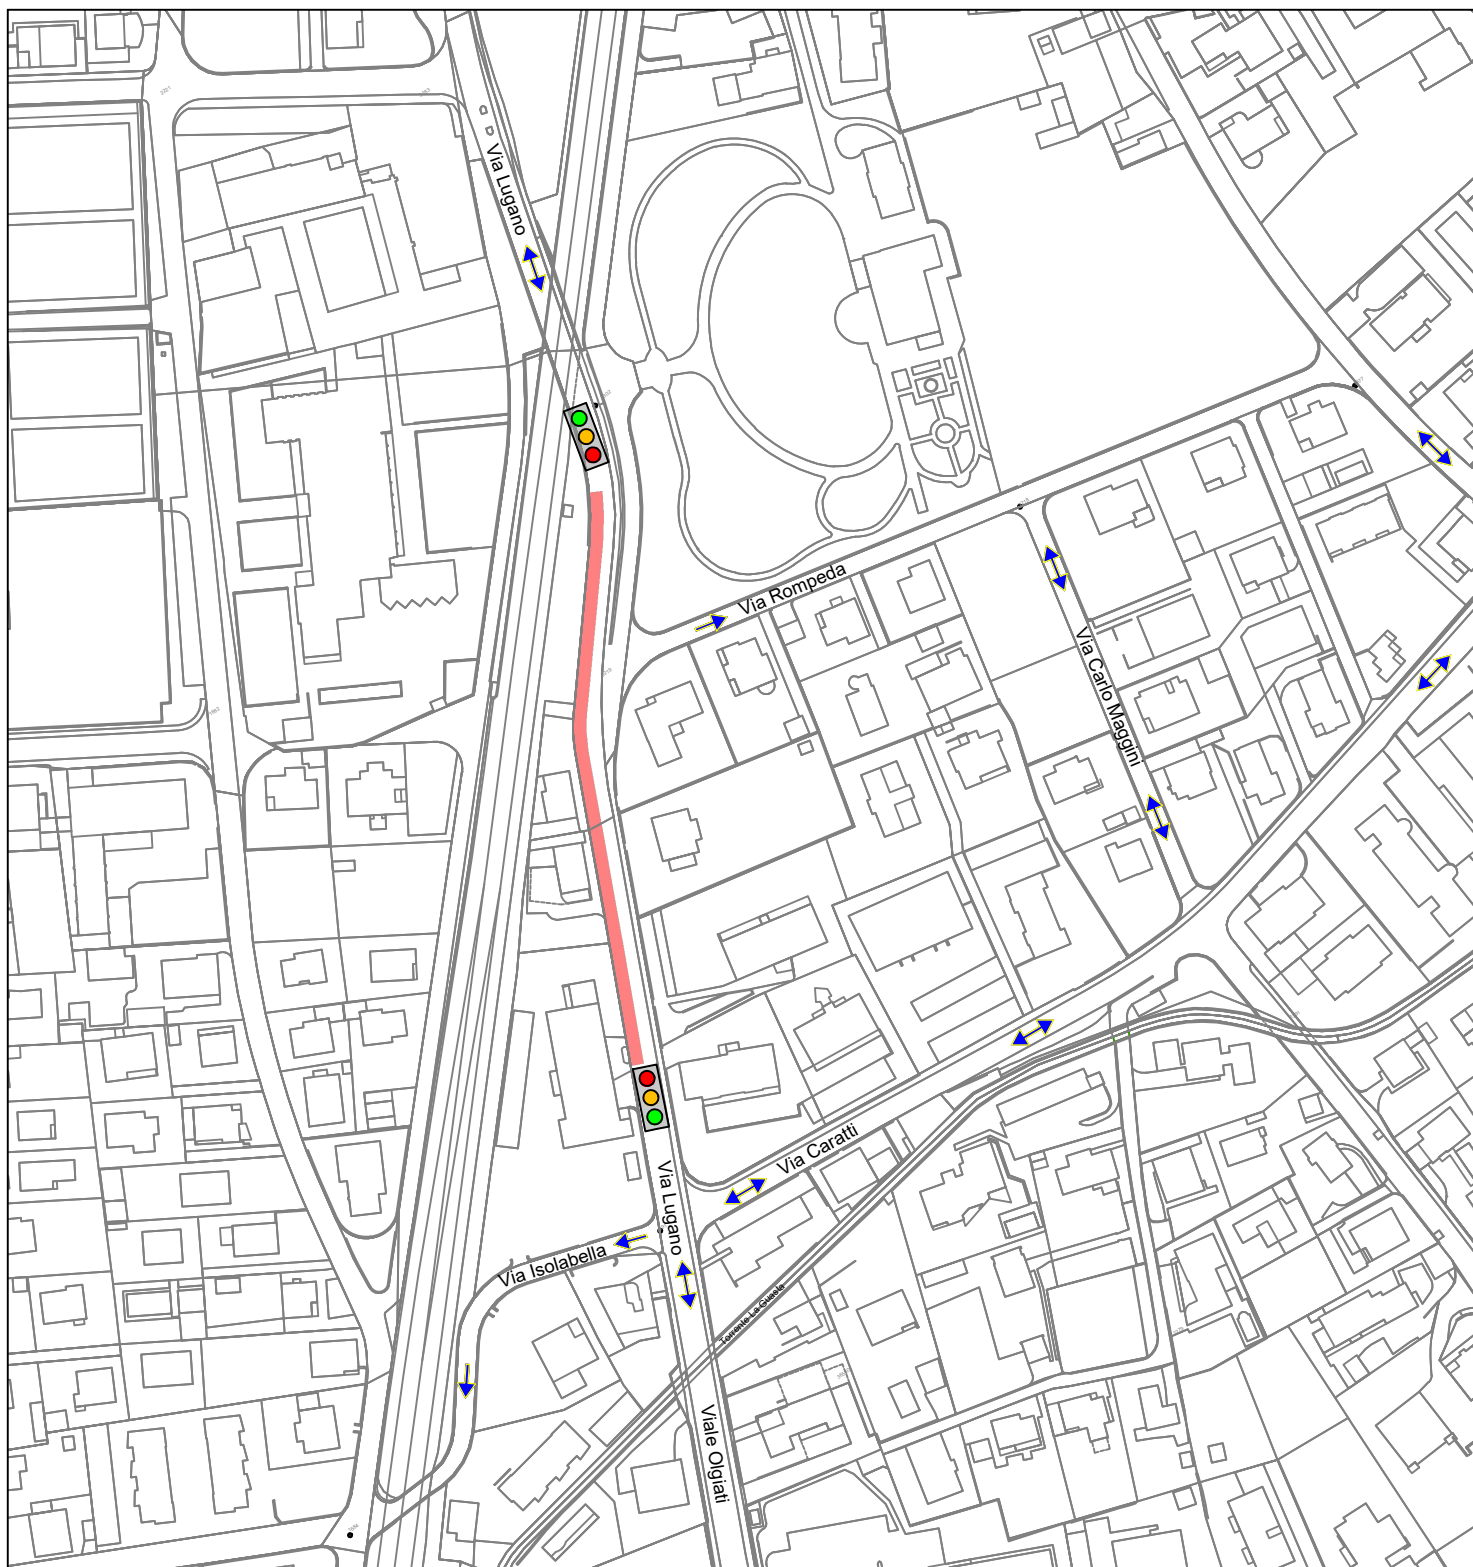 Via Lugano
Via Rompeda
Via Carlo Maggini
Via Caratti
Via Lugano
Via Isolabella
Torrente La Guasta
Viale Olgiati